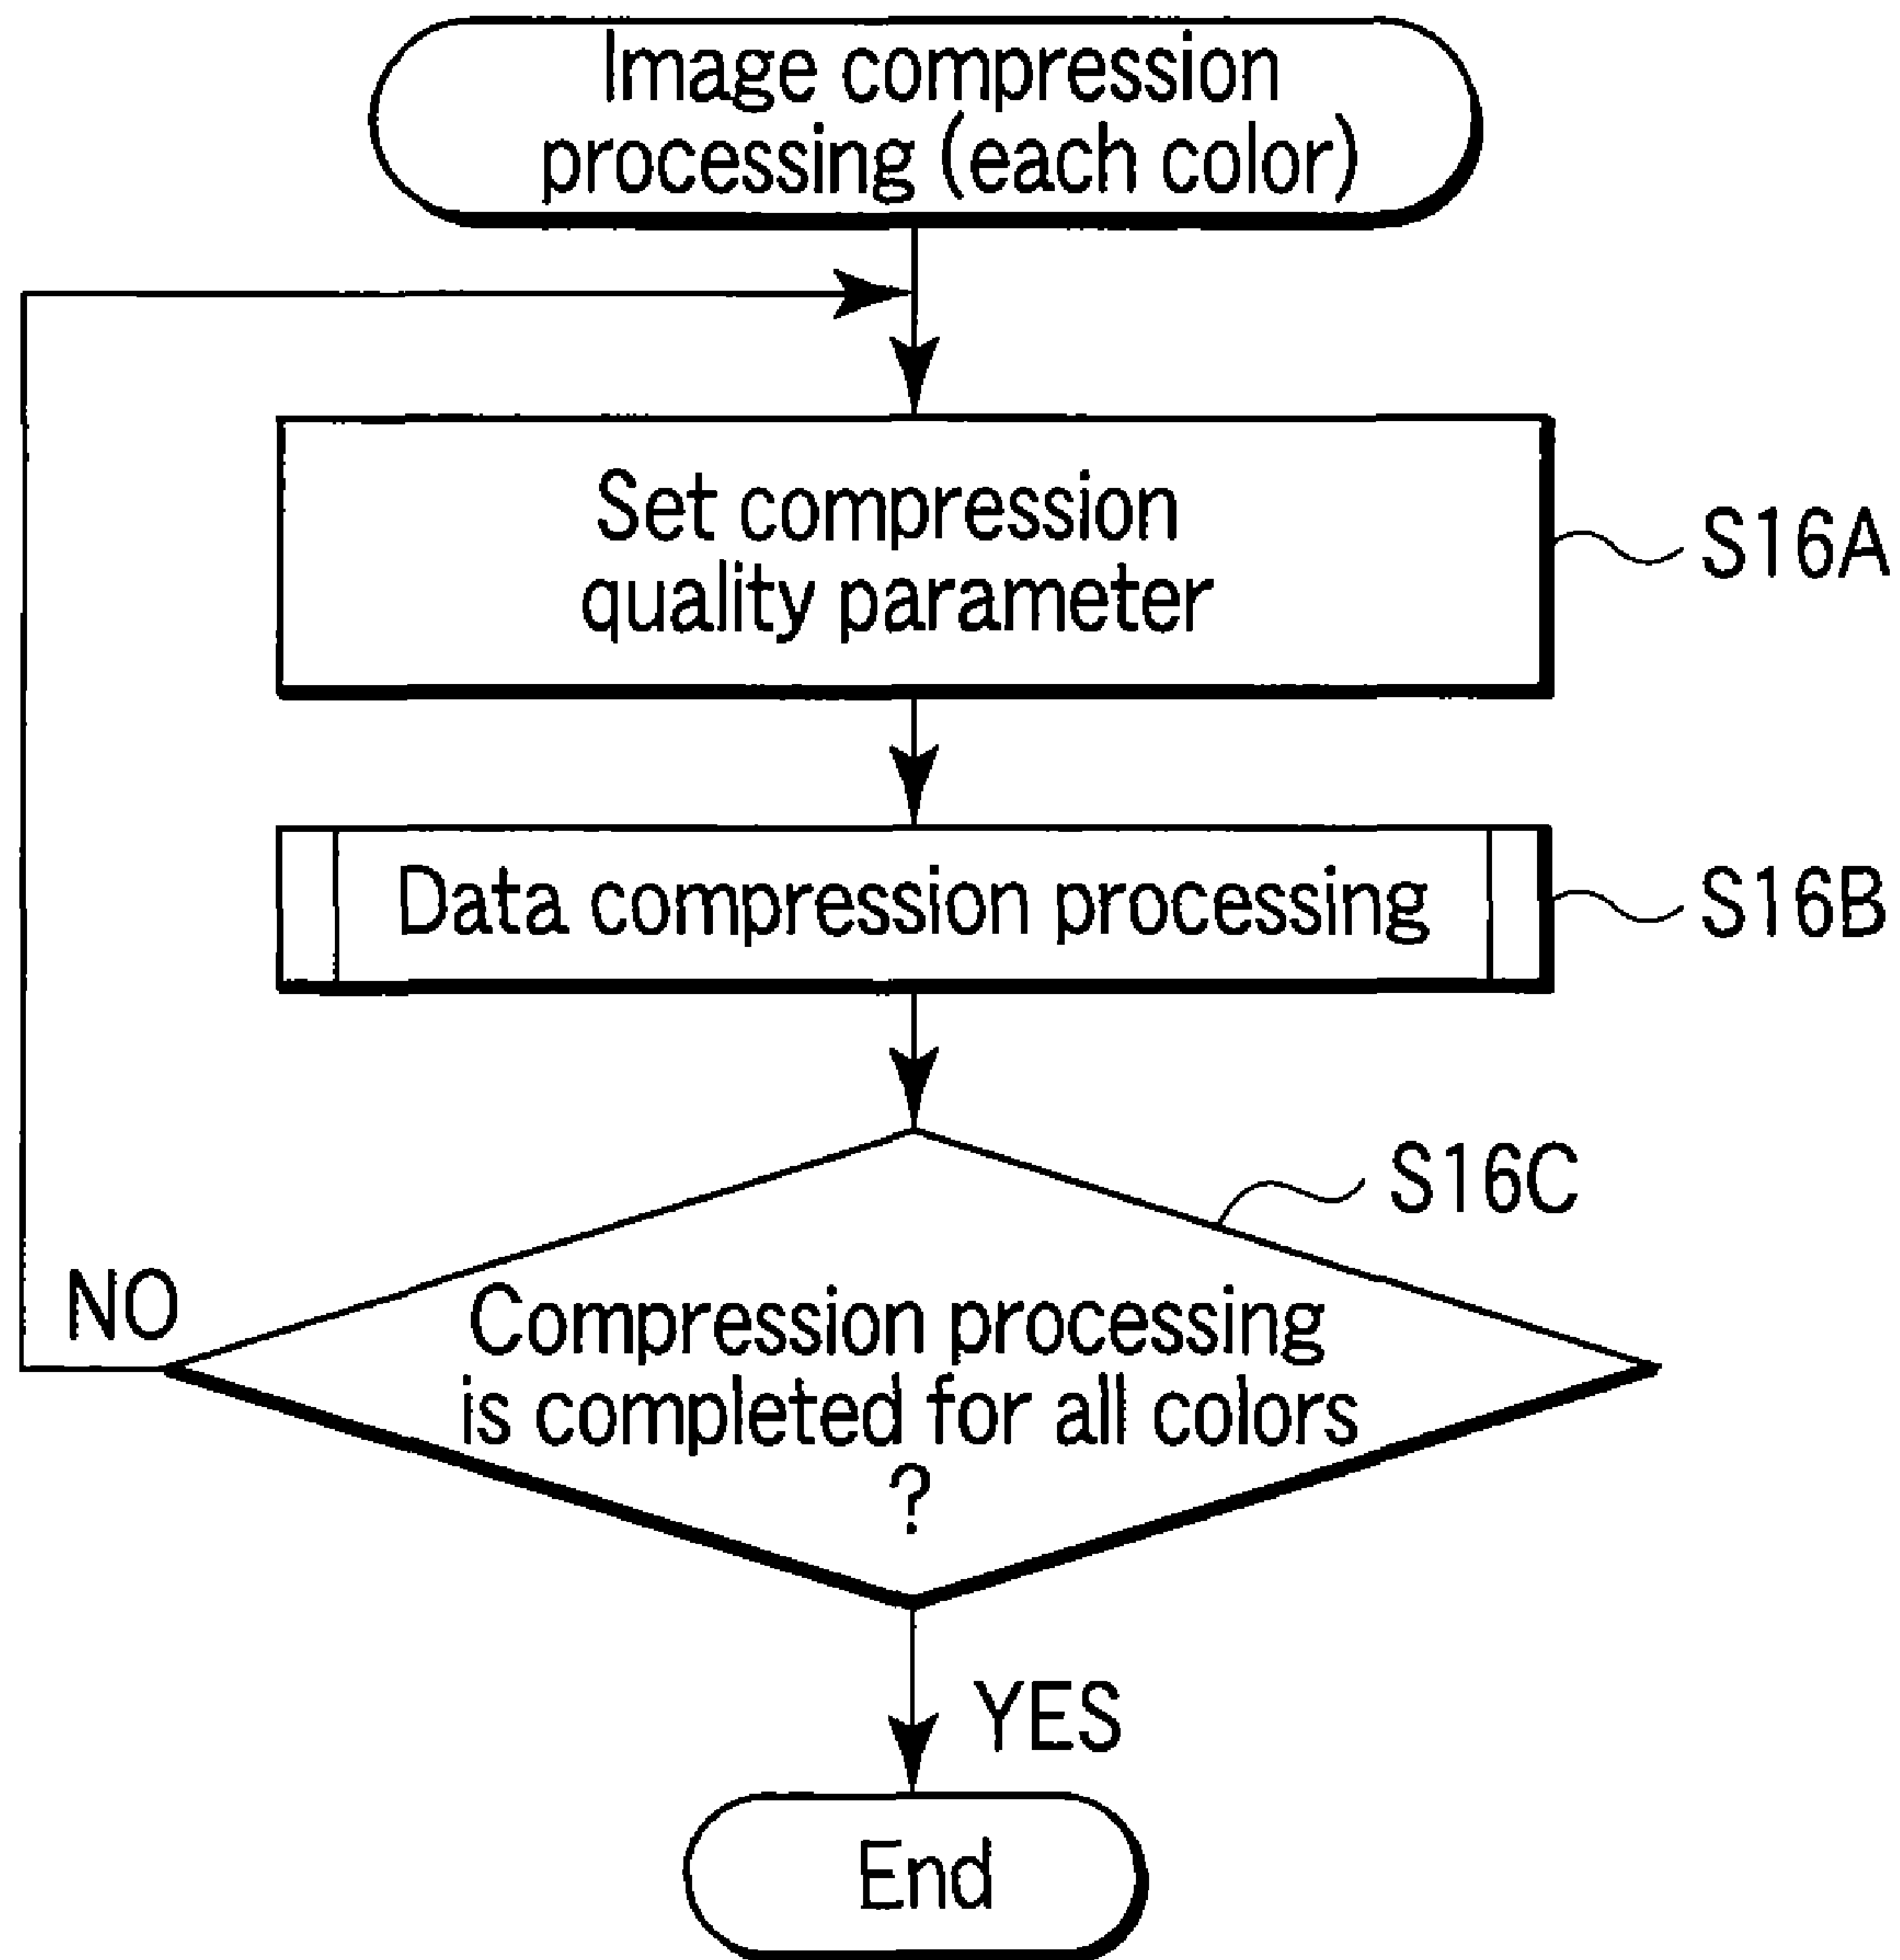 Image compression
processing (each color)
Set compression
quality parameter
S16A
Data compression processing
S16B
S16C
NO
Compression processing
is completed for all colors
?
YES
End